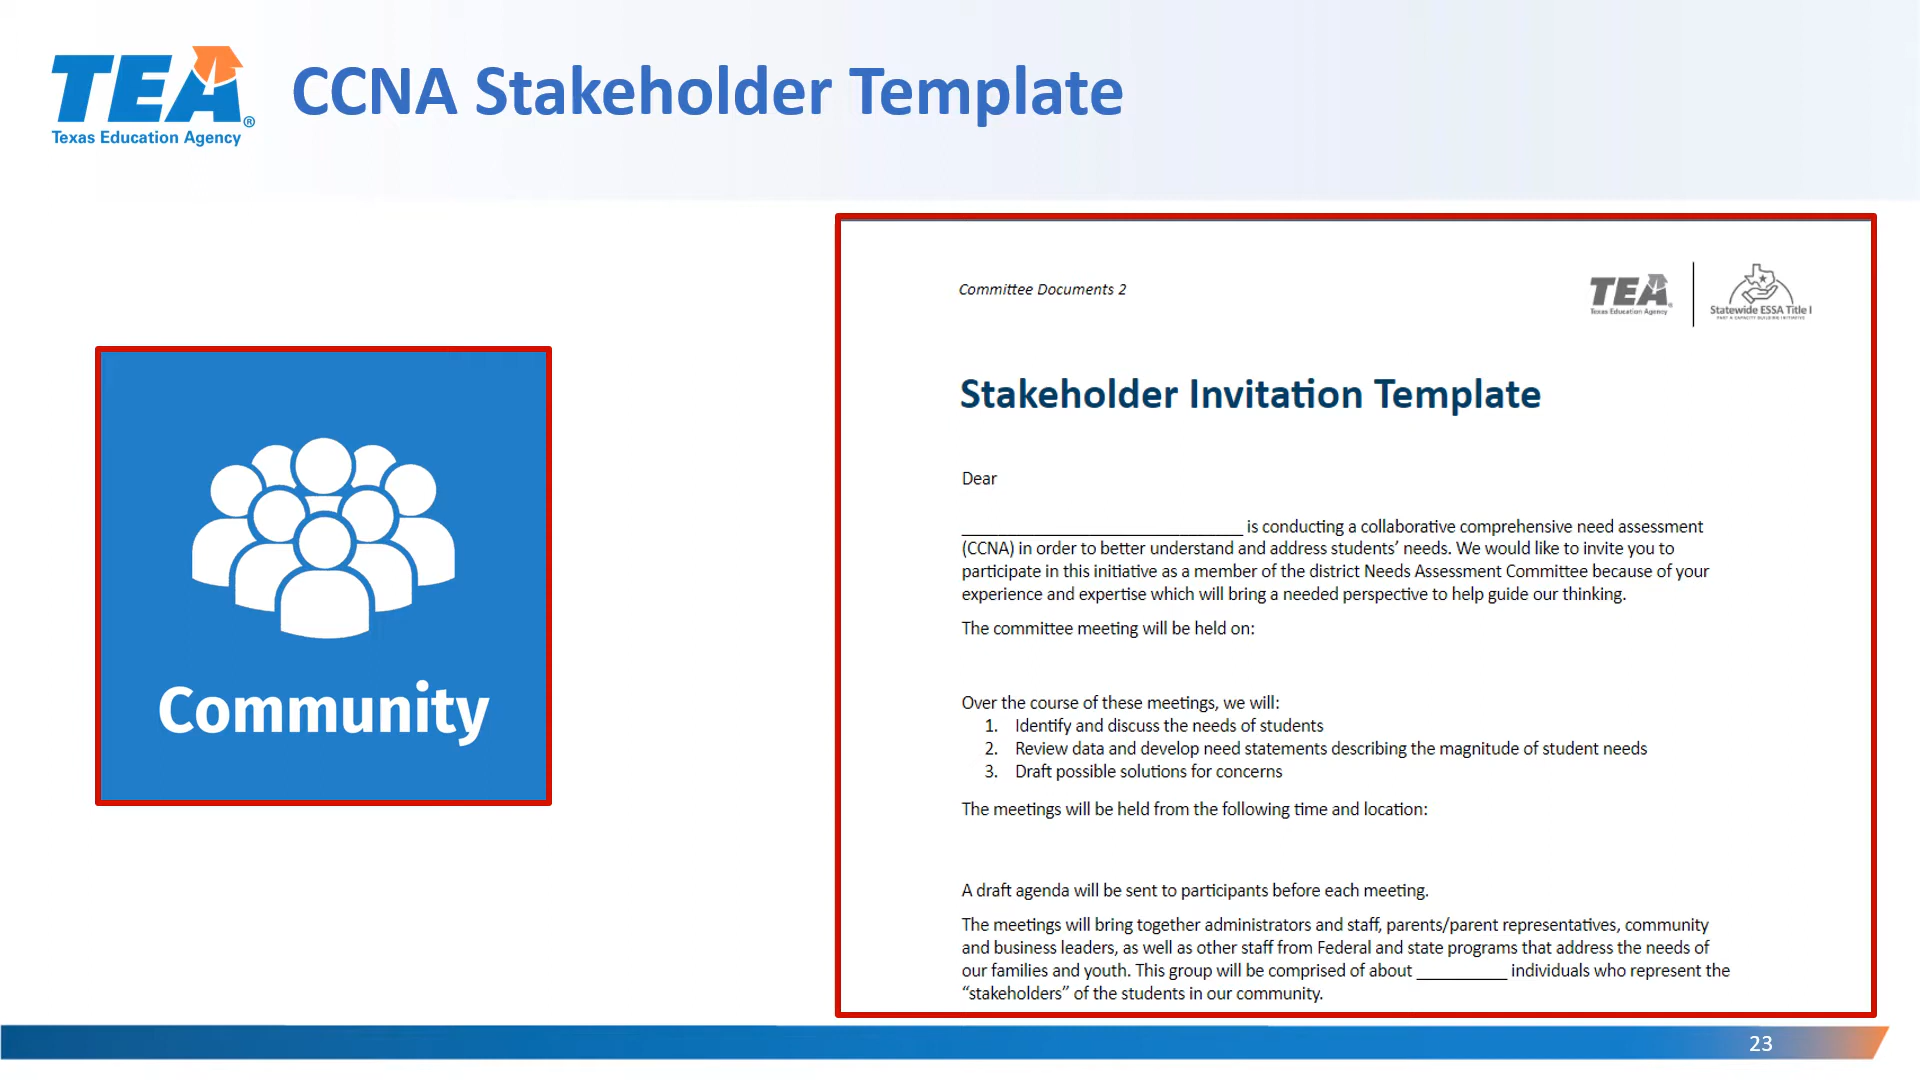 TEA®
Texas Education Agency
CCNA Stakeholder Template
Community
Committee Documents 2
TEA®
Texas Education Agency
Statewide ESSA Title I
PART A CAPACITY BUILDING INITIATIVE
Stakeholder Invitation Template
Dear
______________________________ is conducting a collaborative comprehensive need assessment
(CCNA) in order to better understand and address students’ needs. We would like to invite you to
participate in this initiative as a member of the district Needs Assessment Committee because of your
experience and expertise which will bring a needed perspective to help guide our thinking.
The committee meeting will be held on:
Over the course of these meetings, we will:
1. Identify and discuss the needs of students
2. Review data and develop need statements describing the magnitude of student needs
3. Draft possible solutions for concerns
The meetings will be held from the following time and location:
A draft agenda will be sent to participants before each meeting.
The meetings will bring together administrators and staff, parents/parent representatives, community
and business leaders, as well as other staff from Federal and state programs that address the needs of
our families and youth. This group will be comprised of about __________ individuals who represent the
“stakeholders” of the students in our community.
23